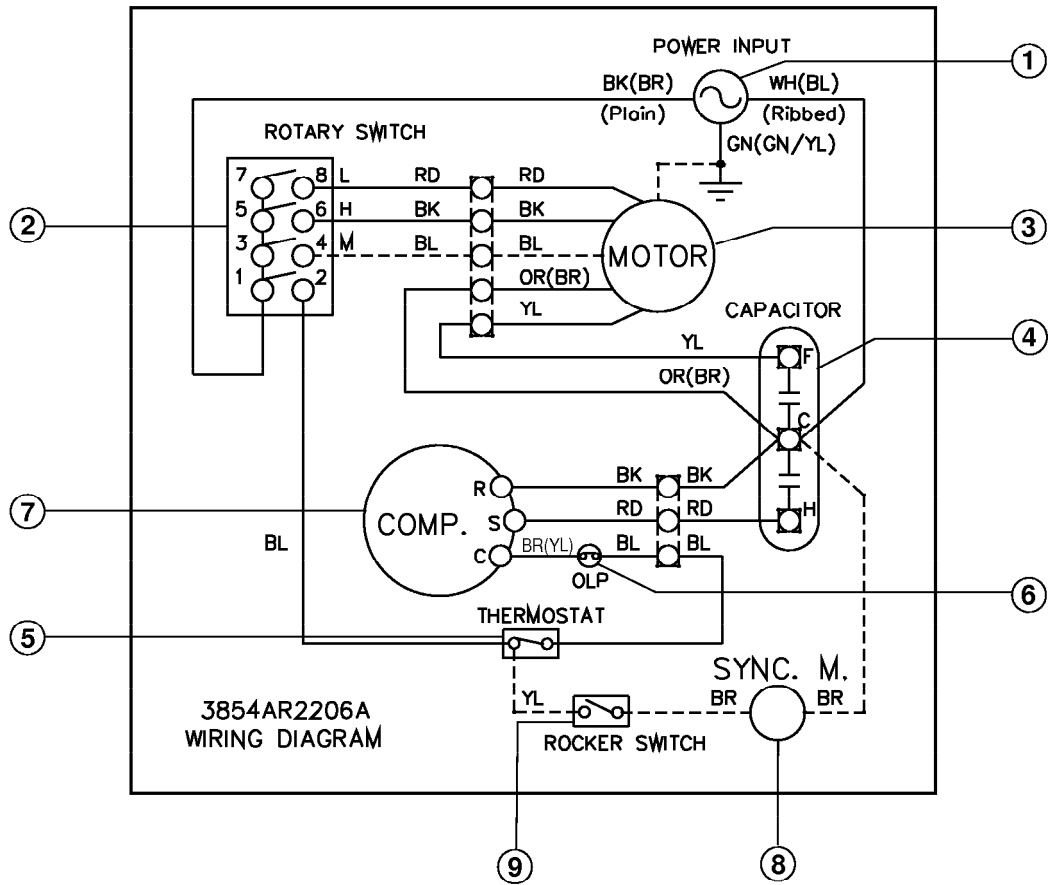 POWER INPUT
1
BK(BR)
WH(BL)
(Plain)
(Ribbed)
GN(GN/YL)
ROTARY SWITCH
7
8
L
RD
RD
5
6
H
BK
BK
2
3
4
M
BL
BL
MOTOR
3
1
2
OR(BR)
YL
CAPACITOR
YL
F
4
OR(BR)
C
R
BK
BK
7
COMP.
S
RD
RD
H
BL
C
BR(YL)
BL
BL
OLP
6
THERMOSTAT
5
SYNC. M.
YL
BR
BR
3854AR2206A
WIRING DIAGRAM
ROCKER SWITCH
9
8